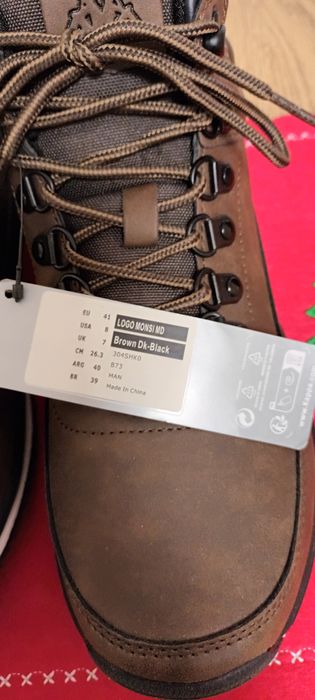 EU 41
USA 8
UK 7
CM 26.3
ARG 40
BR 39
LOGO MONSI MD
Brown Dk-Black
304SHK0
B73
MAN
Made In China